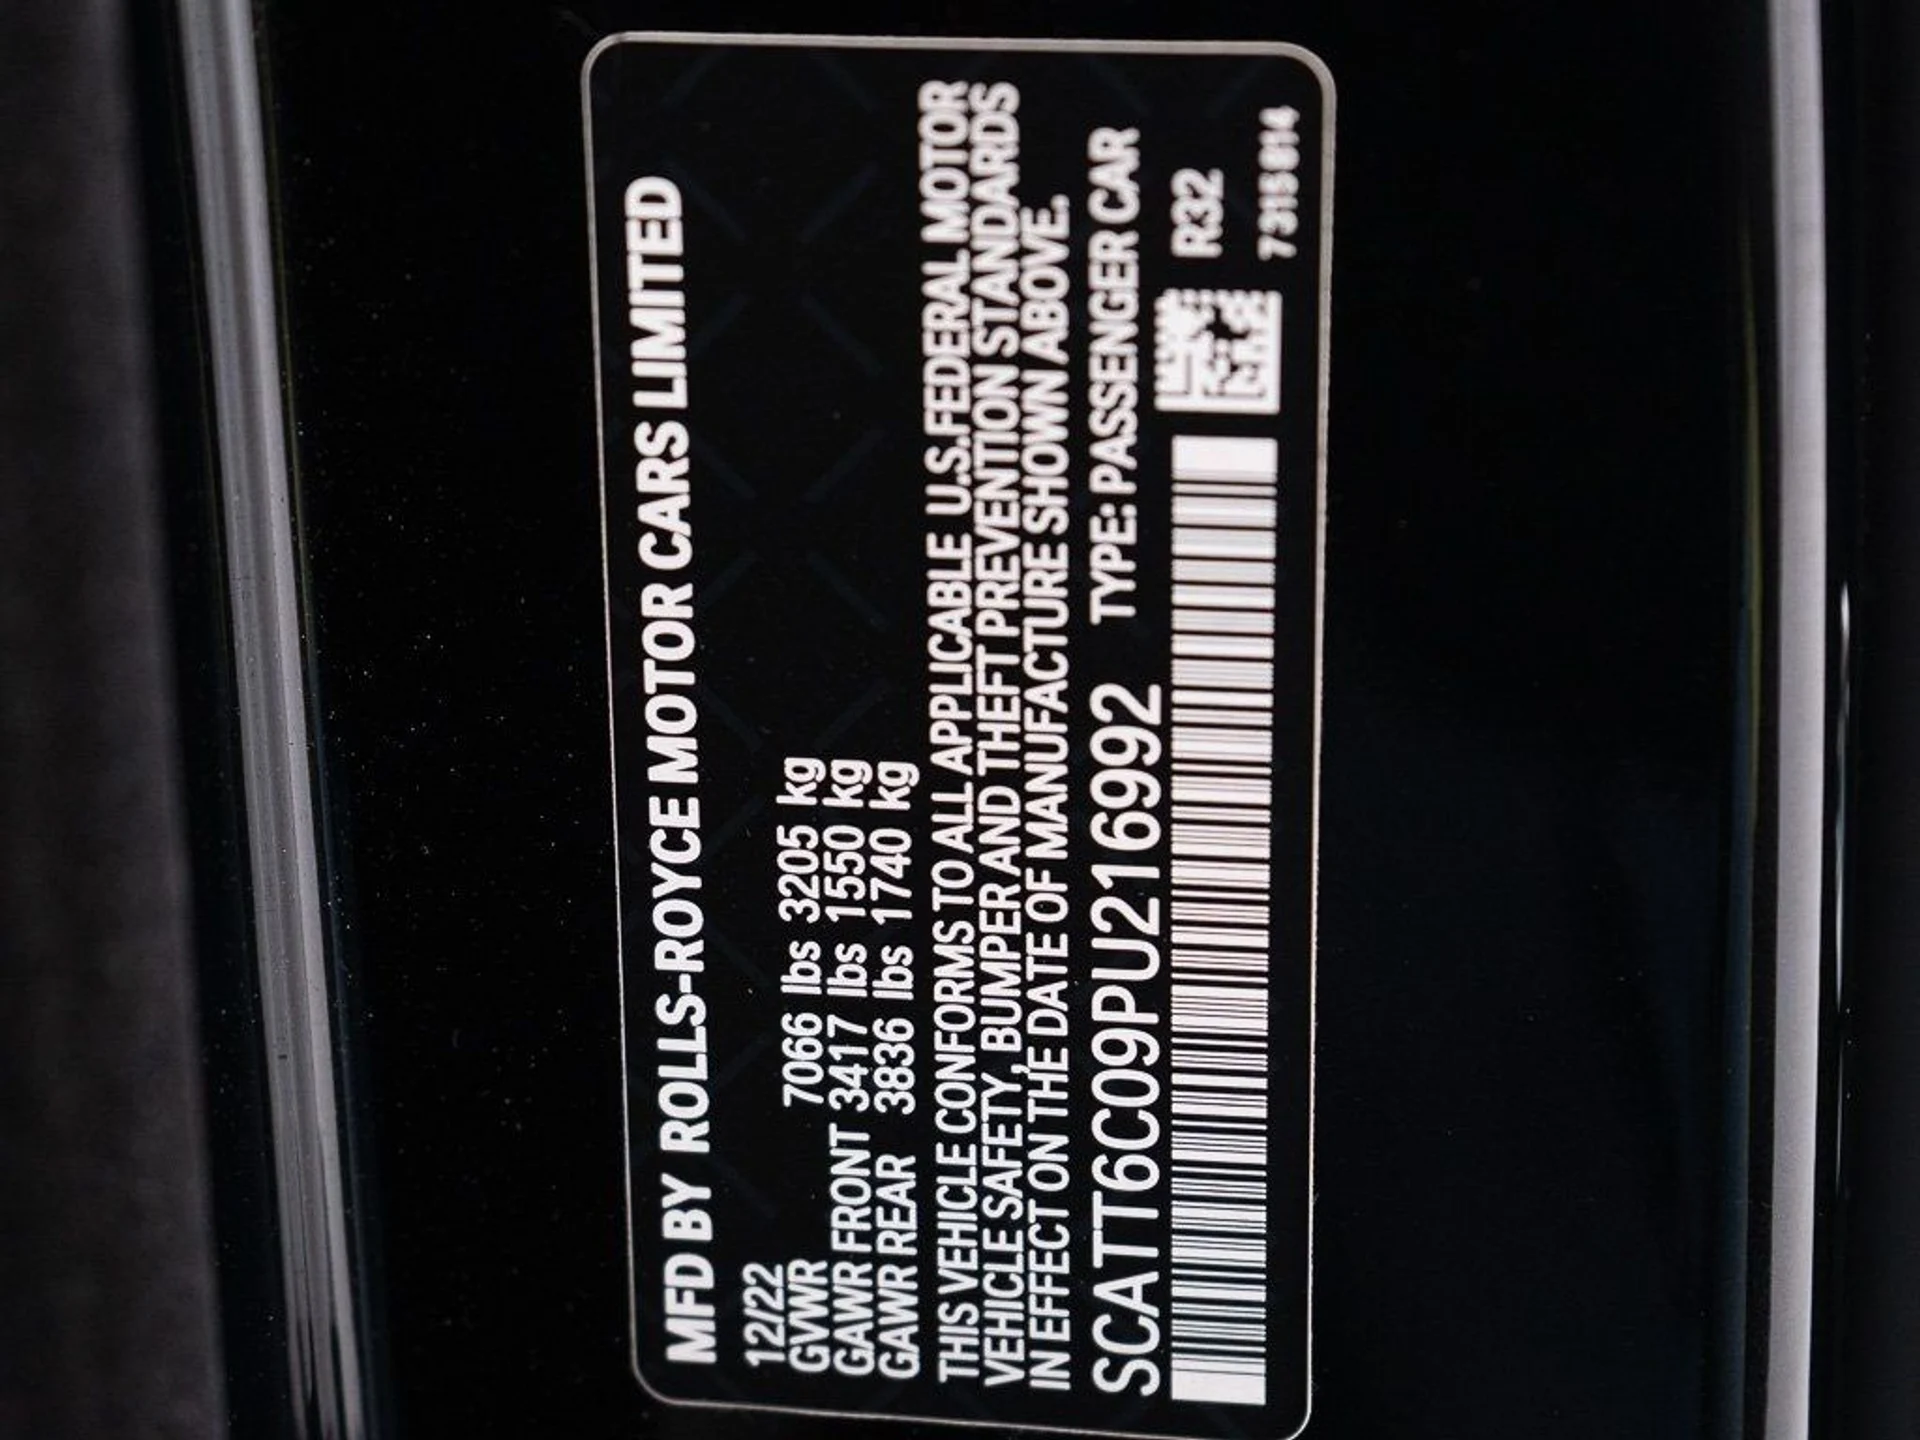 MFD BY ROLLS-ROYCE MOTOR CARS LIMITED
12/22
GVWR 7066 lbs 3205 kg
GAWR FRONT 3417 lbs 1550 kg
GAWR REAR 3836 lbs 1740 kg
THIS VEHICLE CONFORMS TO ALL APPLICABLE U.S.FEDERAL MOTOR
VEHICLE SAFETY, BUMPER AND THEFT PREVENTION STANDARDS
IN EFFECT ON THE DATE OF MANUFACTURE SHOWN ABOVE.
SCATT6C09PU216992 TYPE: PASSENGER CAR
R32
7315814